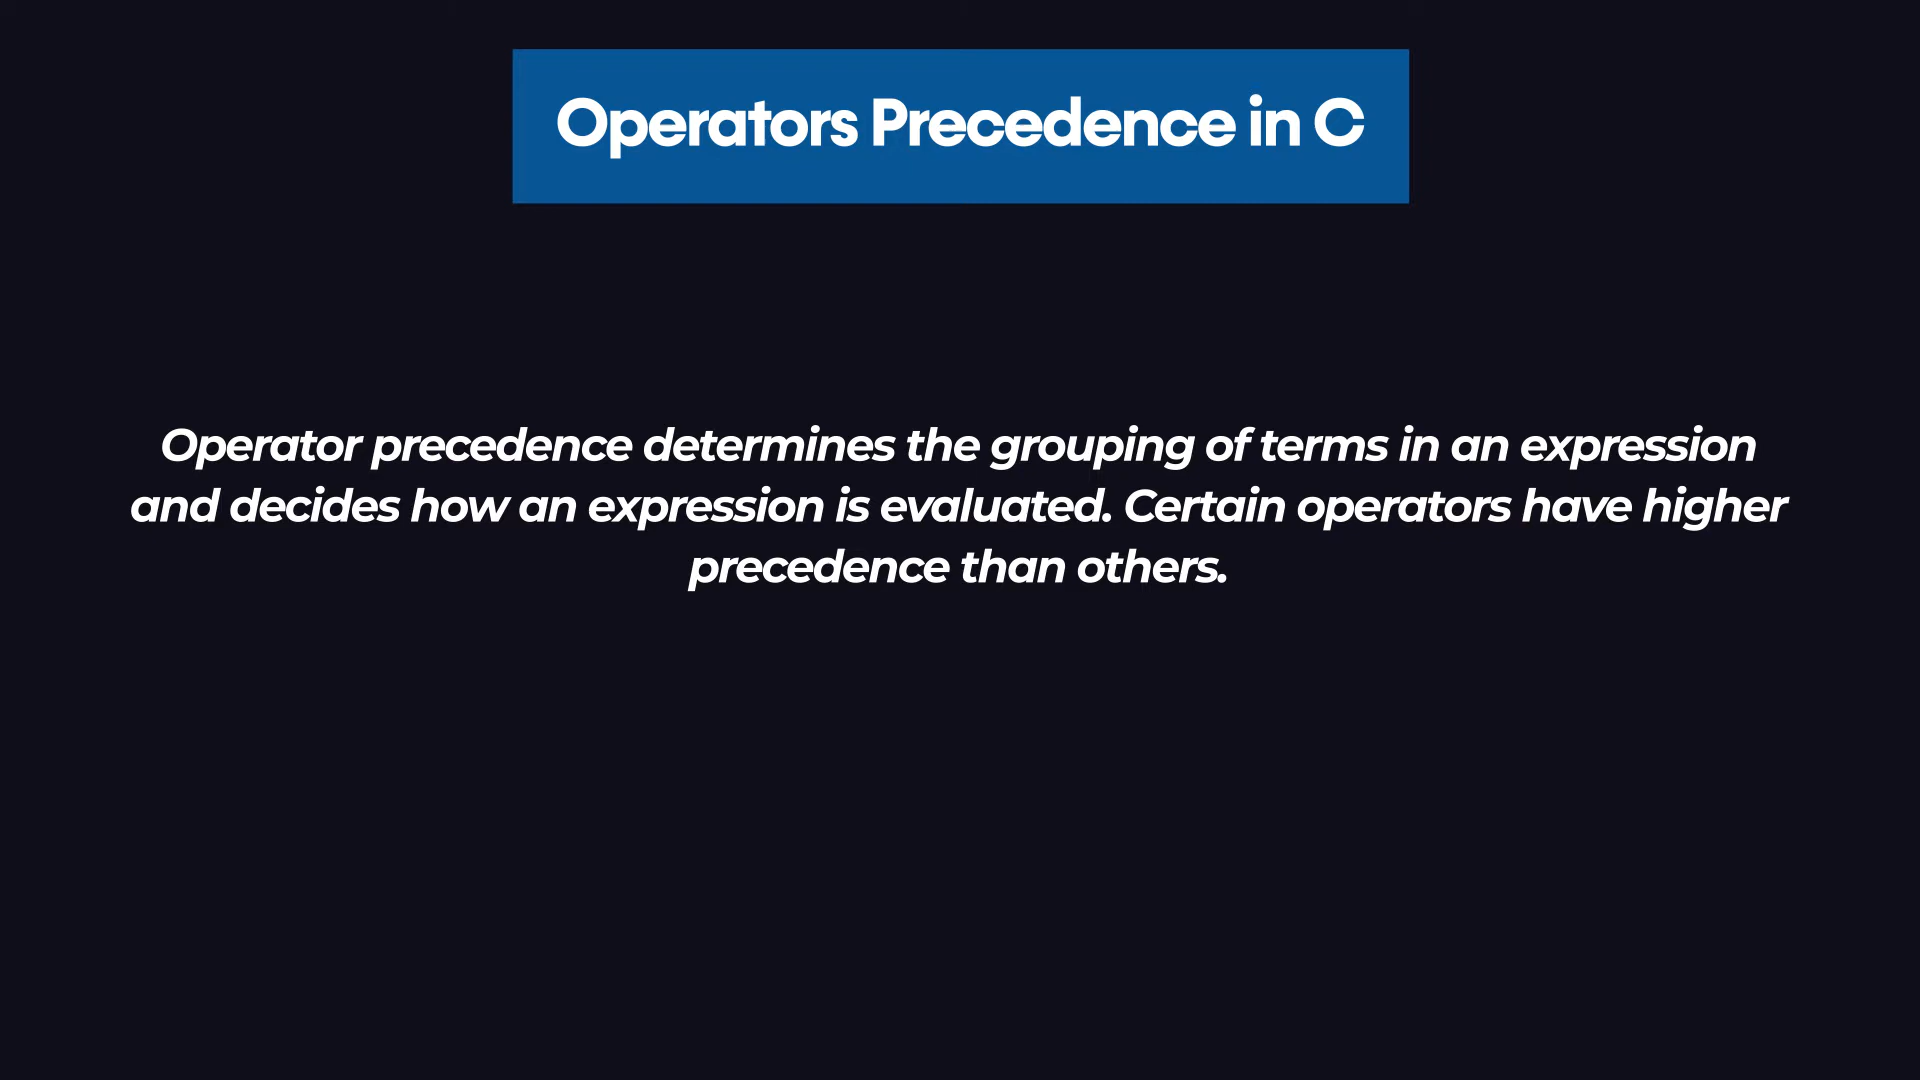 Operators Precedence in C
Operator precedence determines the grouping of terms in an expression
and decides how an expression is evaluated. Certain operators have higher
precedence than others.